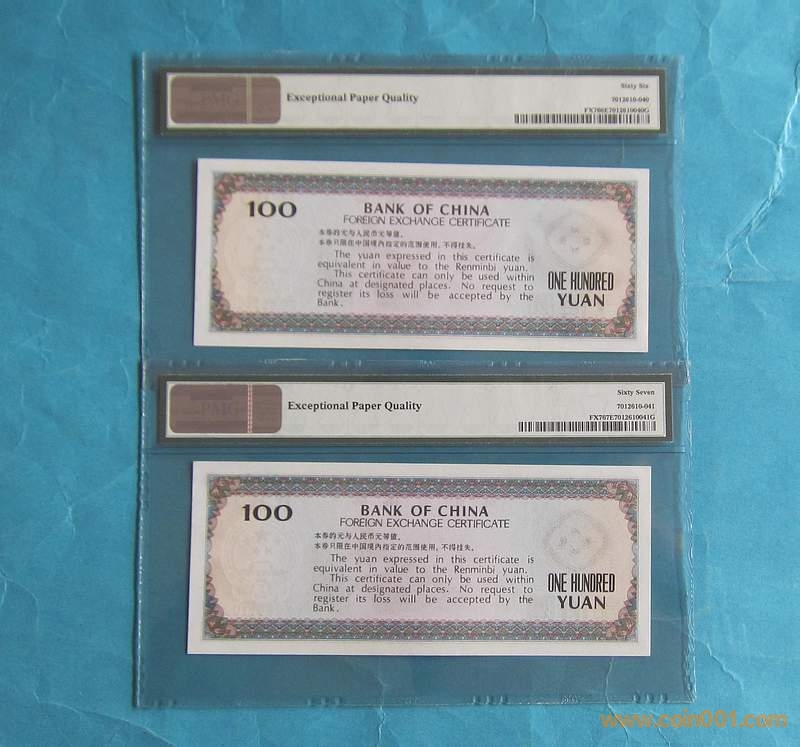 PMG
Exceptional Paper Quality
Sixty Six
7012610-040
FX766E7012610040G
100
BANK OF CHINA
FOREIGN EXCHANGE CERTIFICATE
本券的元与人民币元等值。
本券只限在中国境内指定的范围使用，不得挂失。
The yuan expressed in this certificate is
equivalent in value to the Renminbi yuan.
This certificate can only be used within
China at designated places. No request to
register its loss will be accepted by the
Bank.
ONE HUNDRED
YUAN
PMG
Exceptional Paper Quality
Sixty Seven
7012610-041
FX767E7012610041G
100
BANK OF CHINA
FOREIGN EXCHANGE CERTIFICATE
本券的元与人民币元等值。
本券只限在中国境内指定的范围使用，不得挂失。
The yuan expressed in this certificate is
equivalent in value to the Renminbi yuan.
This certificate can only be used within
China at designated places. No request to
register its loss will be accepted by the
Bank.
ONE HUNDRED
YUAN
www.coin001.com